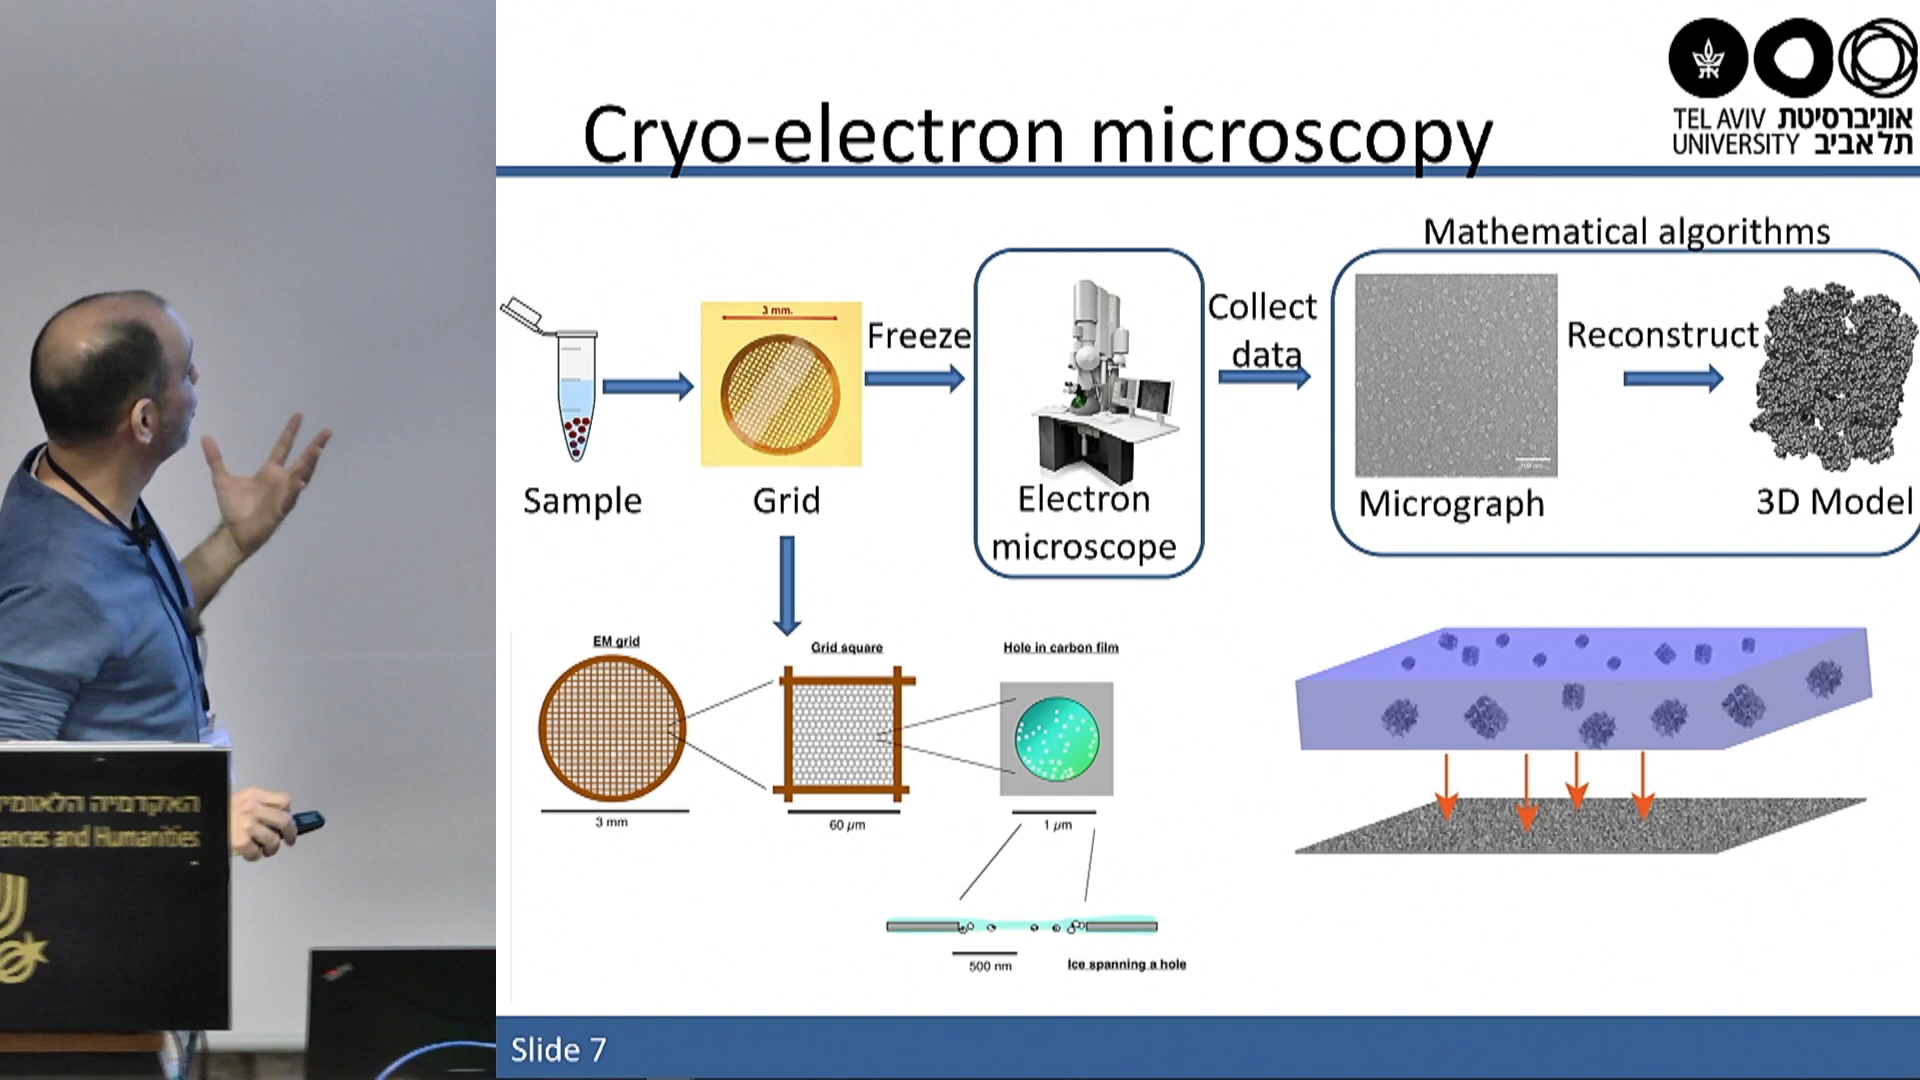 Cryo-electron microscopy
TEL AVIV אוניברסיטת
UNIVERSITY תל אביב
Mathematical algorithms
3 mm.
Freeze
Collect
data
Reconstruct
Sample
Grid
Electron
microscope
Micrograph
3D Model
EM grid
Grid square
Hole in carbon film
3 mm
60 µm
1 µm
500 nm
Ice spanning a hole
האקדמיה הלאומי
ences and Humanities
Slide 7